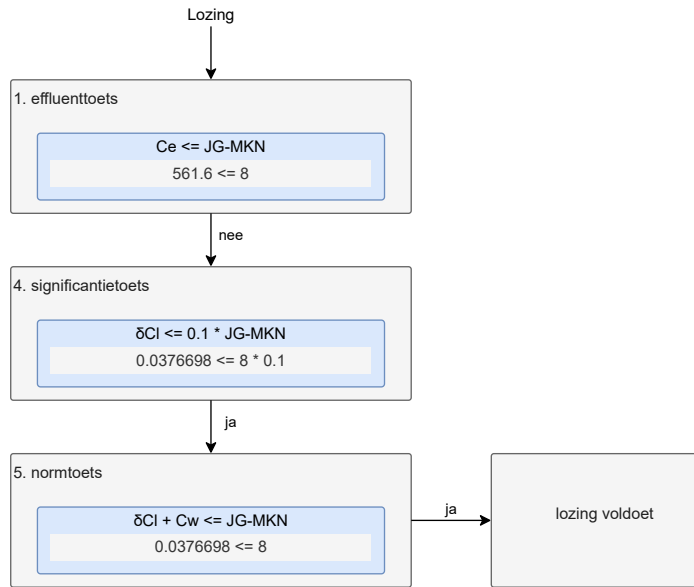 Lozing
1. effluenttoets
Ce <= JG-MKN
561.6 <= 8
nee
4. significantietoets
δCl <= 0.1 * JG-MKN
0.0376698 <= 8 * 0.1
ja
5. normtoets
δCl + Cw <= JG-MKN
0.0376698 <= 8
ja
lozing voldoet